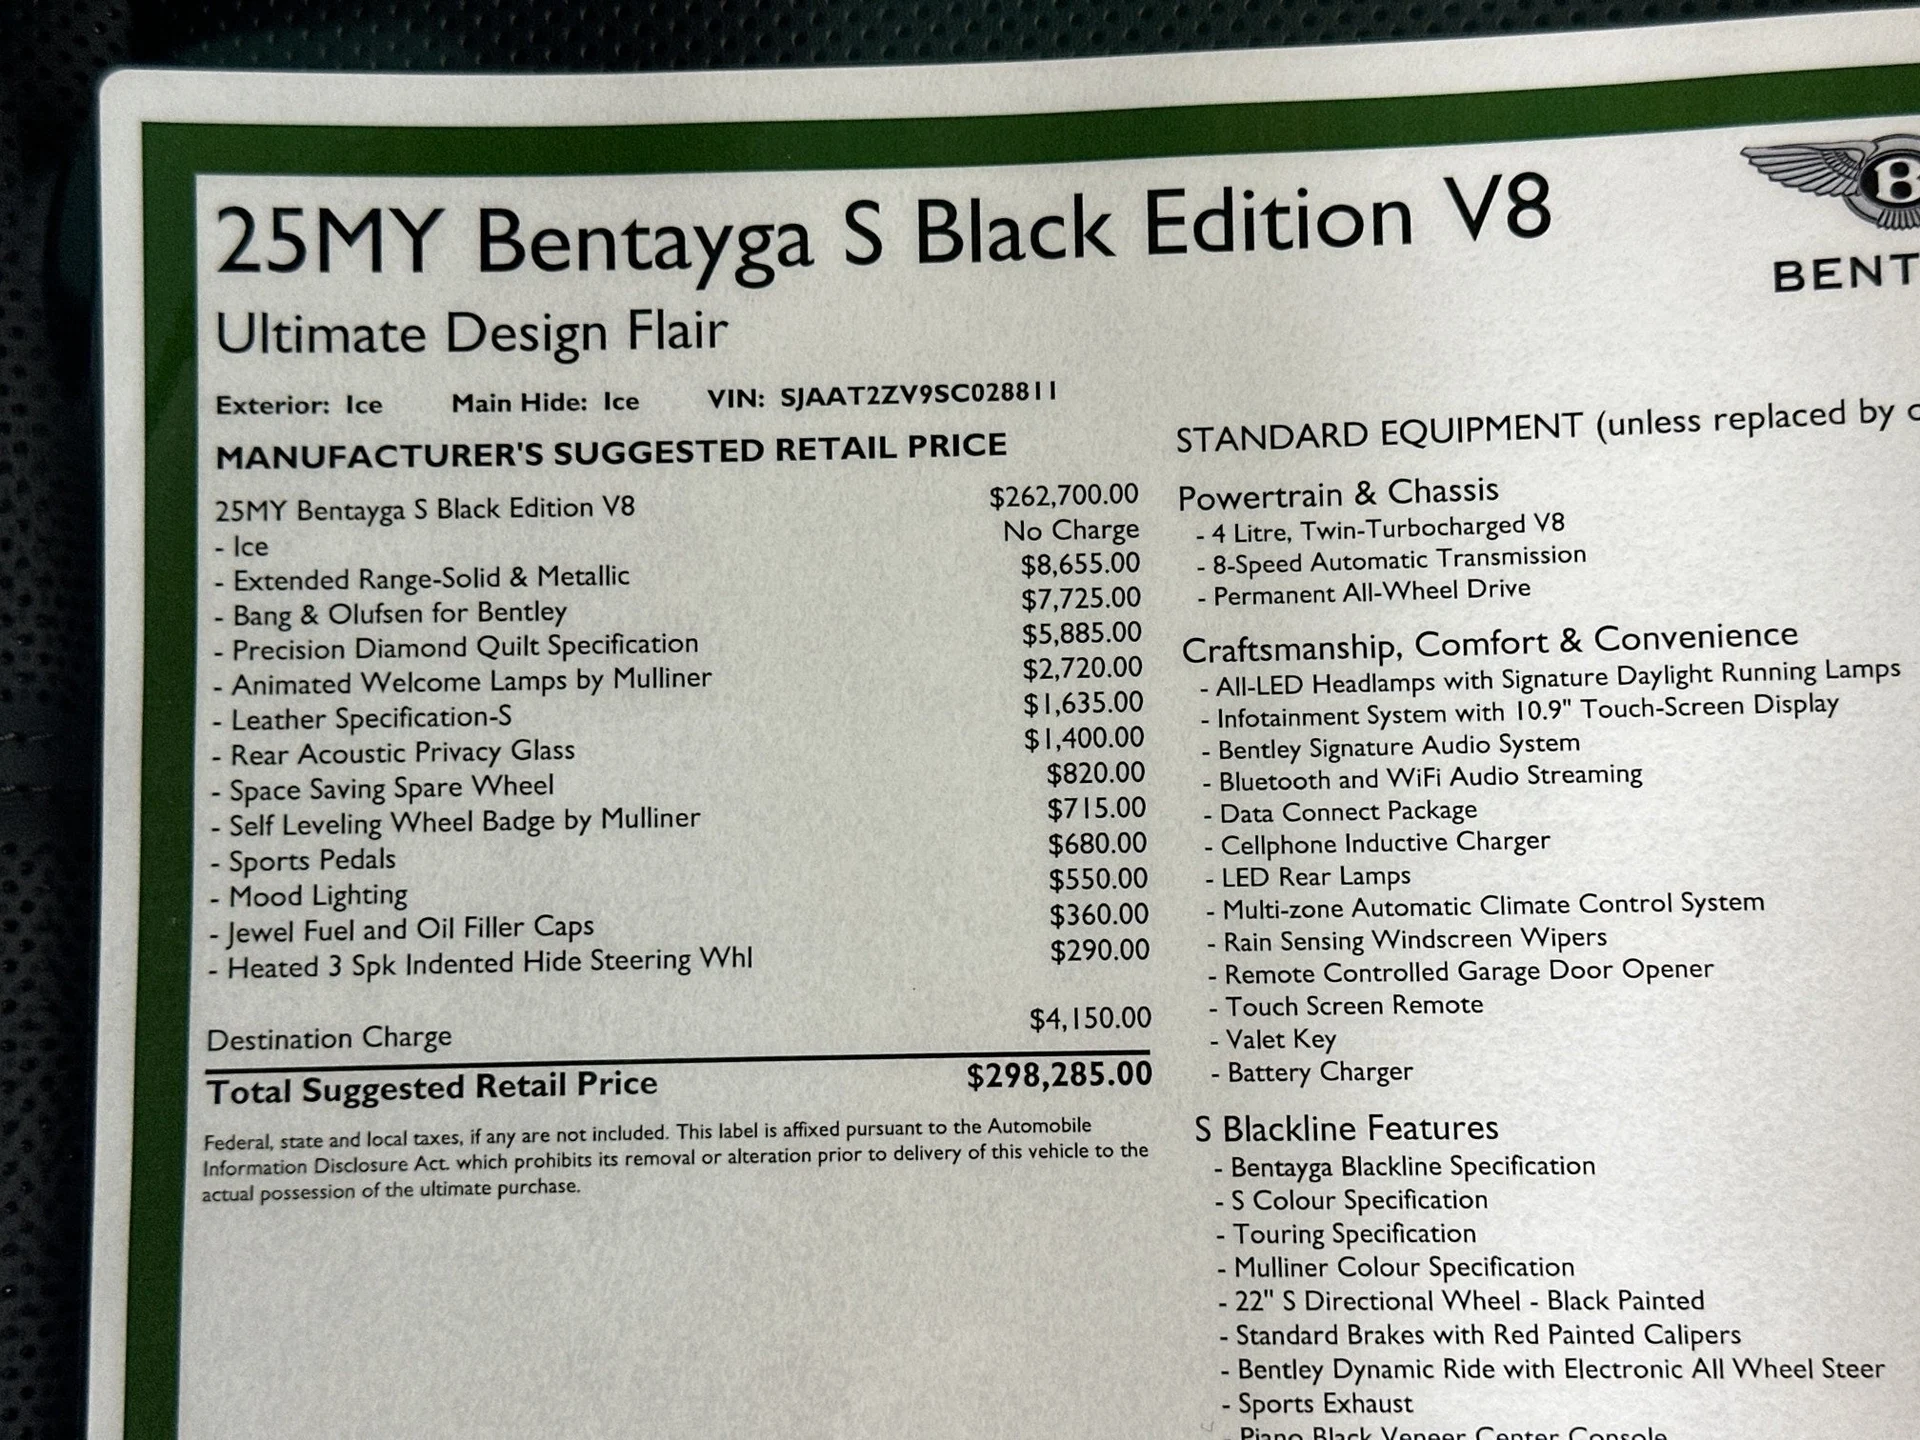 25MY Bentayga S Black Edition V8
Ultimate Design Flair
Exterior: Ice Main Hide: Ice VIN: SJAAT2ZV9SC028811
MANUFACTURER'S SUGGESTED RETAIL PRICE
25MY Bentayga S Black Edition V8 $262,700.00
- Ice No Charge
- Extended Range-Solid & Metallic $8,655.00
- Bang & Olufsen for Bentley $7,725.00
- Precision Diamond Quilt Specification $5,885.00
- Animated Welcome Lamps by Mulliner $2,720.00
- Leather Specification-S $1,635.00
- Rear Acoustic Privacy Glass $1,400.00
- Space Saving Spare Wheel $820.00
- Self Leveling Wheel Badge by Mulliner $715.00
- Sports Pedals $680.00
- Mood Lighting $550.00
- Jewel Fuel and Oil Filler Caps $360.00
- Heated 3 Spk Indented Hide Steering Whl $290.00
Destination Charge $4,150.00
Total Suggested Retail Price $298,285.00
Federal, state and local taxes, if any are not included. This label is affixed pursuant to the Automobile
Information Disclosure Act. which prohibits its removal or alteration prior to delivery of this vehicle to the
actual possession of the ultimate purchase.
B
BENT
STANDARD EQUIPMENT (unless replaced by
Powertrain & Chassis
- 4 Litre, Twin-Turbocharged V8
- 8-Speed Automatic Transmission
- Permanent All-Wheel Drive
Craftsmanship, Comfort & Convenience
- All-LED Headlamps with Signature Daylight Running Lamps
- Infotainment System with 10.9" Touch-Screen Display
- Bentley Signature Audio System
- Bluetooth and WiFi Audio Streaming
- Data Connect Package
- Cellphone Inductive Charger
- LED Rear Lamps
- Multi-zone Automatic Climate Control System
- Rain Sensing Windscreen Wipers
- Remote Controlled Garage Door Opener
- Touch Screen Remote
- Valet Key
- Battery Charger
S Blackline Features
- Bentayga Blackline Specification
- S Colour Specification
- Touring Specification
- Mulliner Colour Specification
- 22" S Directional Wheel - Black Painted
- Standard Brakes with Red Painted Calipers
- Bentley Dynamic Ride with Electronic All Wheel Steer
- Sports Exhaust
- Piano Black Veneer Center Console